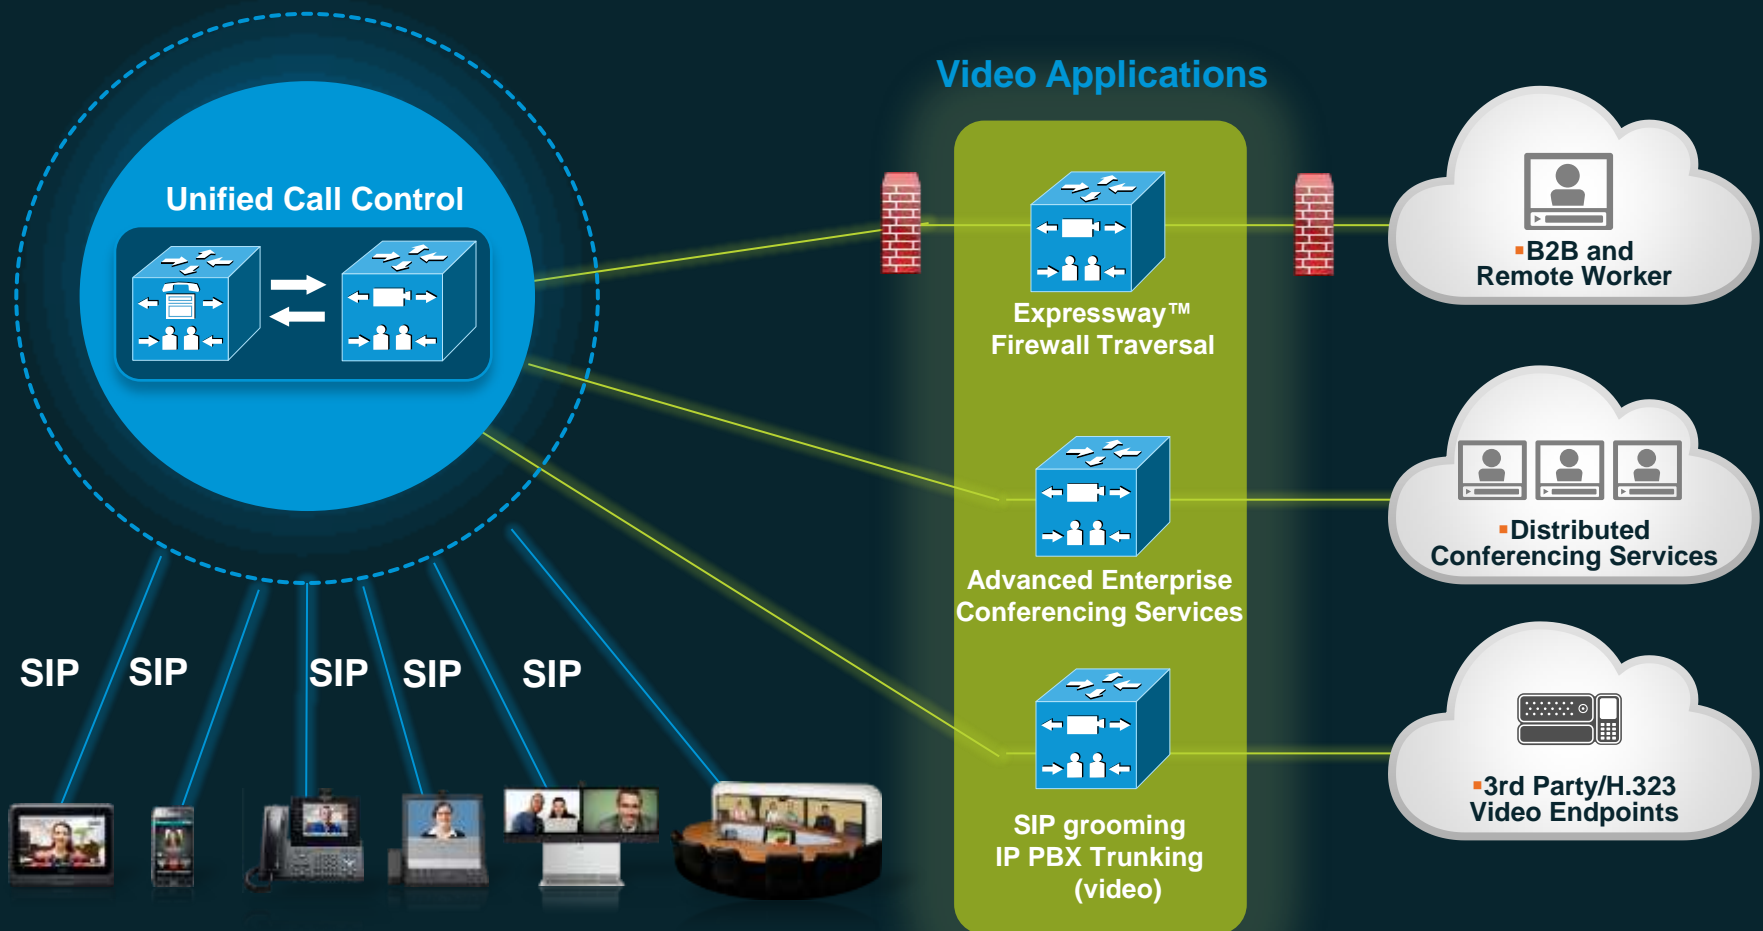 Video Applications
Unified Call Control
Expressway™
Firewall Traversal
▪B2B and
Remote Worker
Advanced Enterprise
Conferencing Services
▪Distributed
Conferencing Services
SIP SIP SIP SIP SIP
SIP grooming
IP PBX Trunking
(video)
▪3rd Party/H.323
Video Endpoints